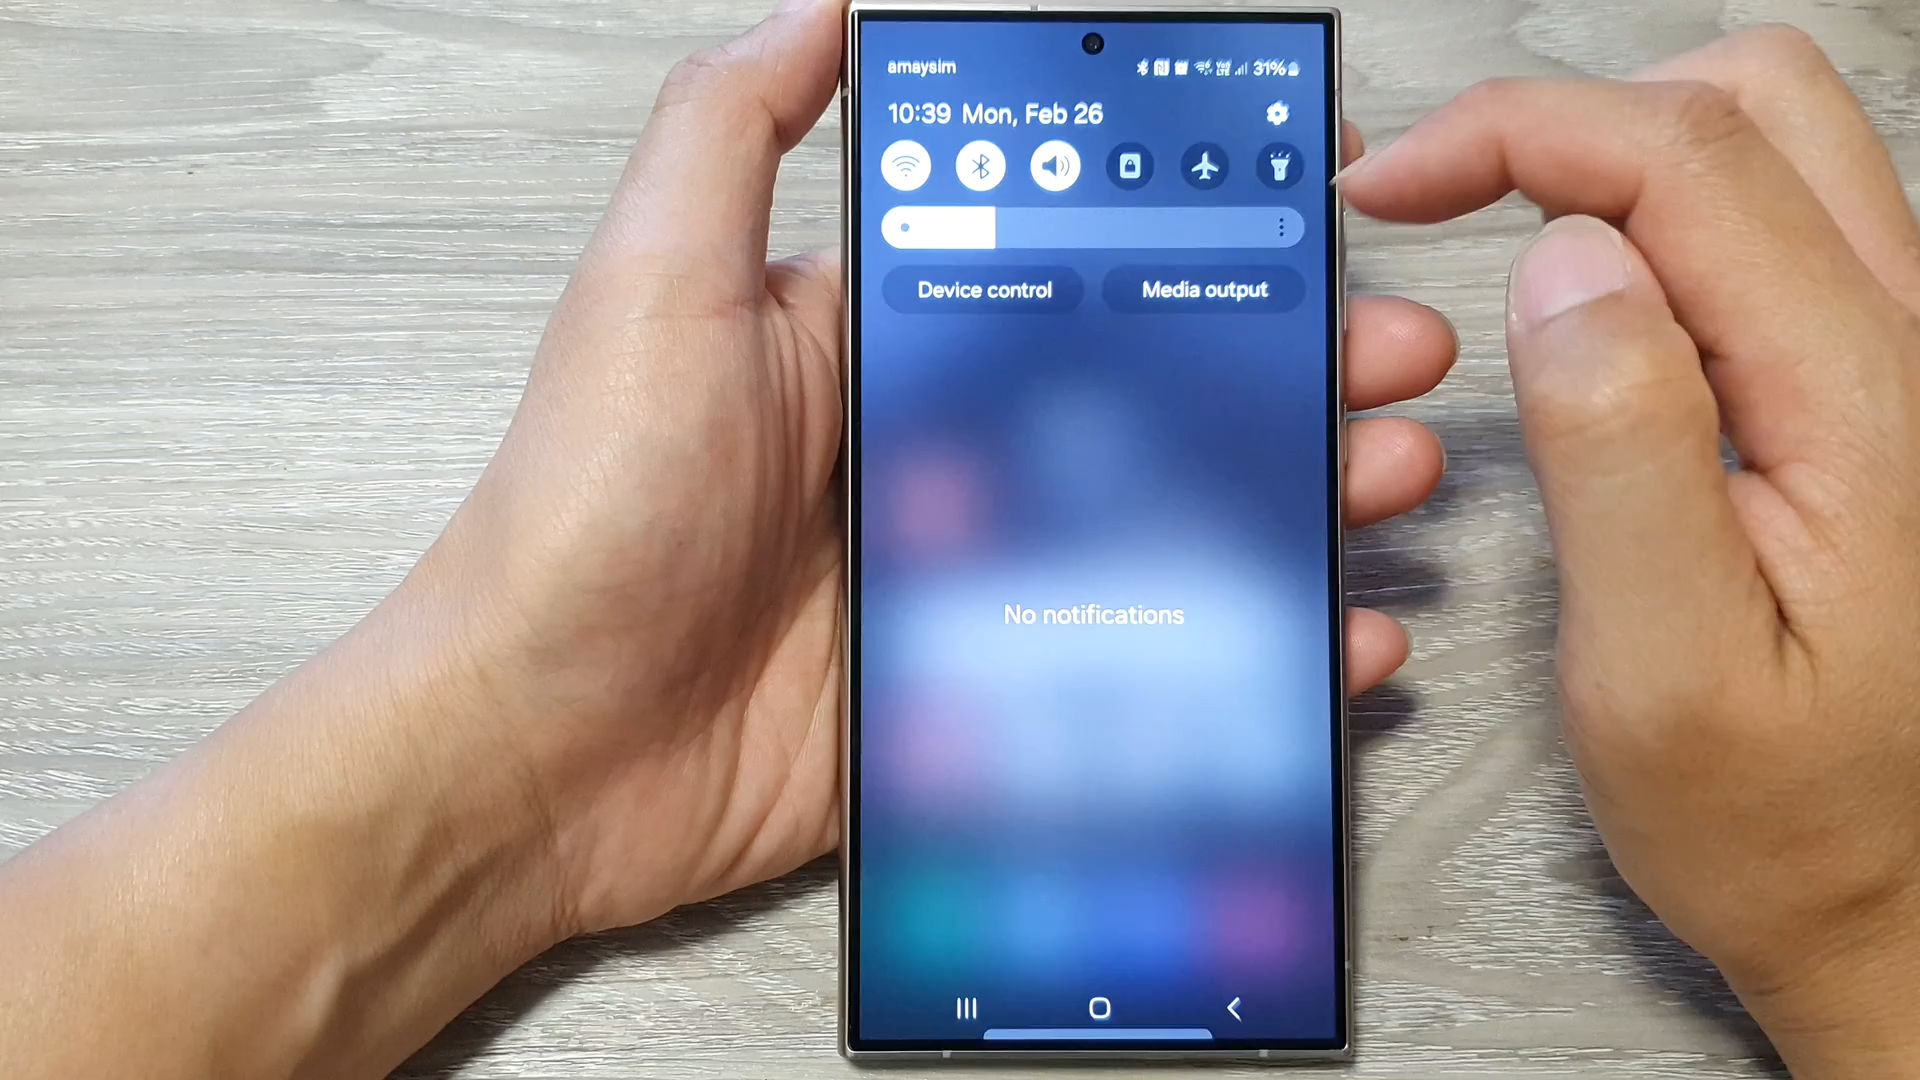 amaysim 31%
10:39 Mon, Feb 26
Device control Media output
No notifications